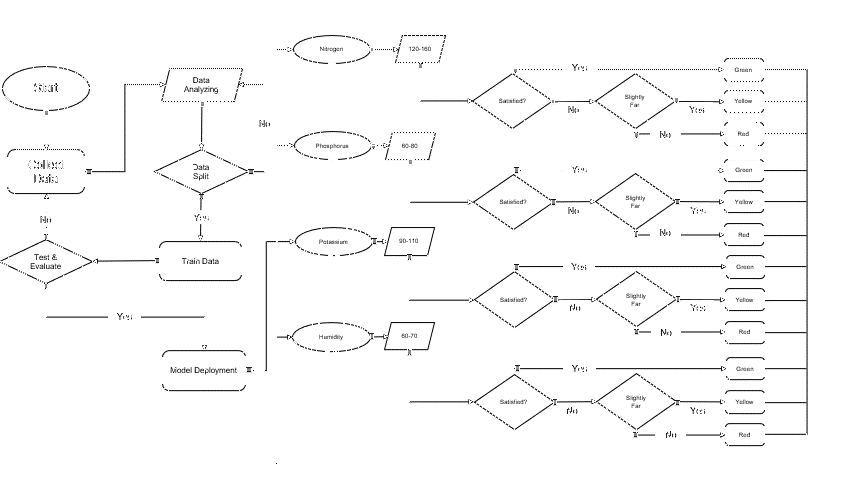 Start
Collect
Data
No
Test &
Evaluate
Yes
Data
Analyzing
No
Data
Split
Yes
Train Data
Model Deployment
Nitrogen
120-160
Phosphorus
60-80
Potassium
90-110
Humidity
60-70
Satisfied?
Yes
No
Slightly
Far
Yes
No
Green
Yellow
Red
Satisfied?
Yes
No
Slightly
Far
Yes
No
Green
Yellow
Red
Satisfied?
Yes
No
Slightly
Far
Yes
No
Green
Yellow
Red
Satisfied?
Yes
No
Slightly
Far
Yes
No
Green
Yellow
Red